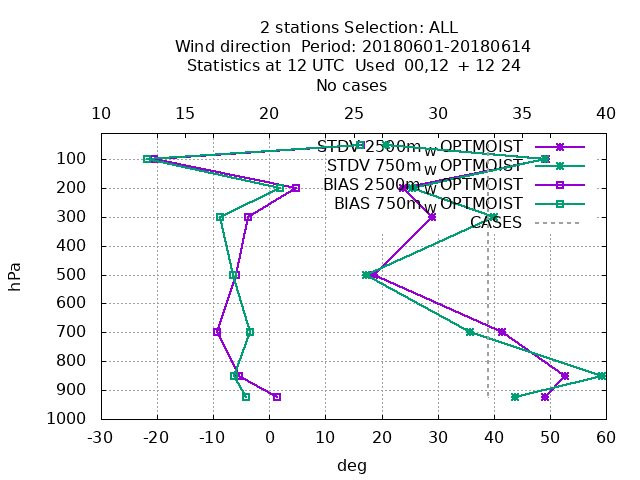 2 stations Selection: ALL
Wind direction  Period: 20180601-20180614
Statistics at 12 UTC  Used  00,12  + 12 24
No cases
10 15 20 25 30 35 40
STDV 2500m_W OPTMOIST
STDV 750m_W OPTMOIST
BIAS 2500m_W OPTMOIST
BIAS 750m_W OPTMOIST
CASES
100
200
300
400
500
600
700
800
900
1000
hPa
-30 -20 -10 0 10 20 30 40 50 60
deg